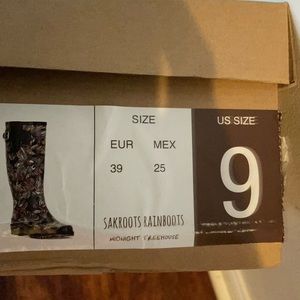 SIZE
US SIZE
EUR MEX
39 25
9
SAKROOTS RAINBOOTS
MIDNIGHT TREEHOUSE